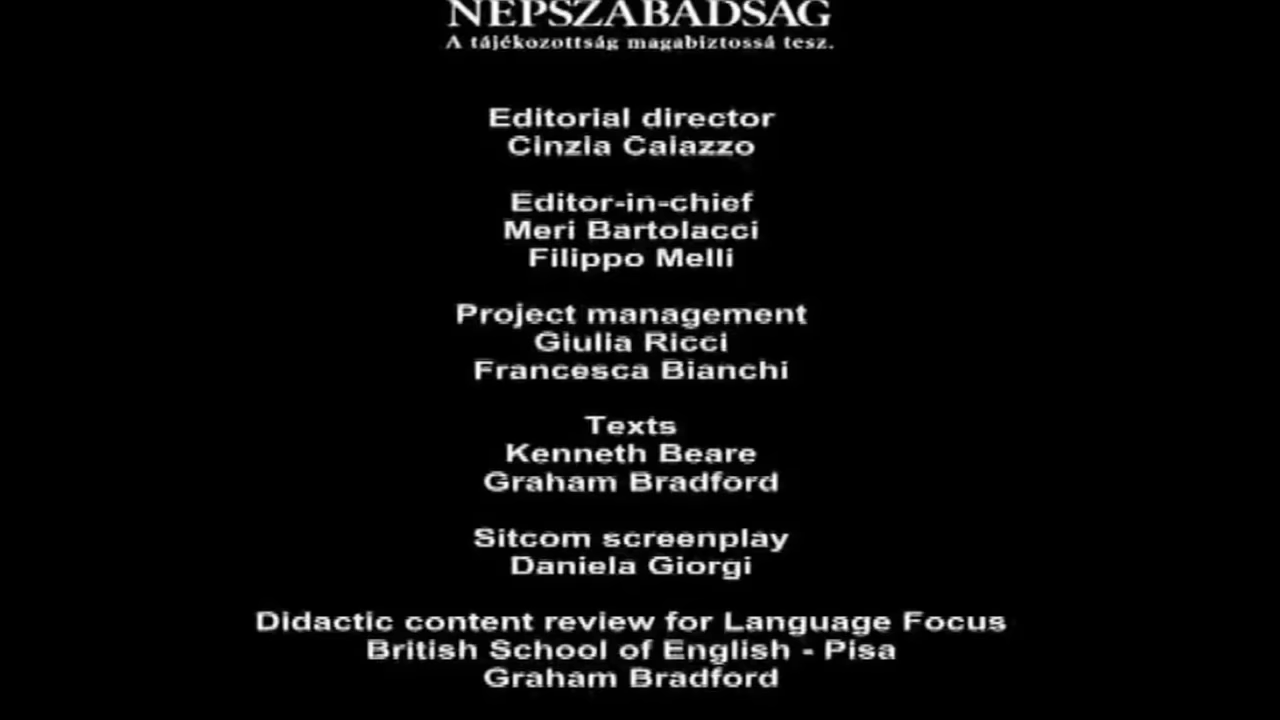 NÉPSZABADSÁG
A tájékozottság magabiztossá tesz.
Editorial director
Cinzia Caiazzo
Editor-in-chief
Meri Bartolacci
Filippo Melli
Project management
Giulia Ricci
Francesca Bianchi
Texts
Kenneth Beare
Graham Bradford
Sitcom screenplay
Daniela Giorgi
Didactic content review for Language Focus
British School of English - Pisa
Graham Bradford